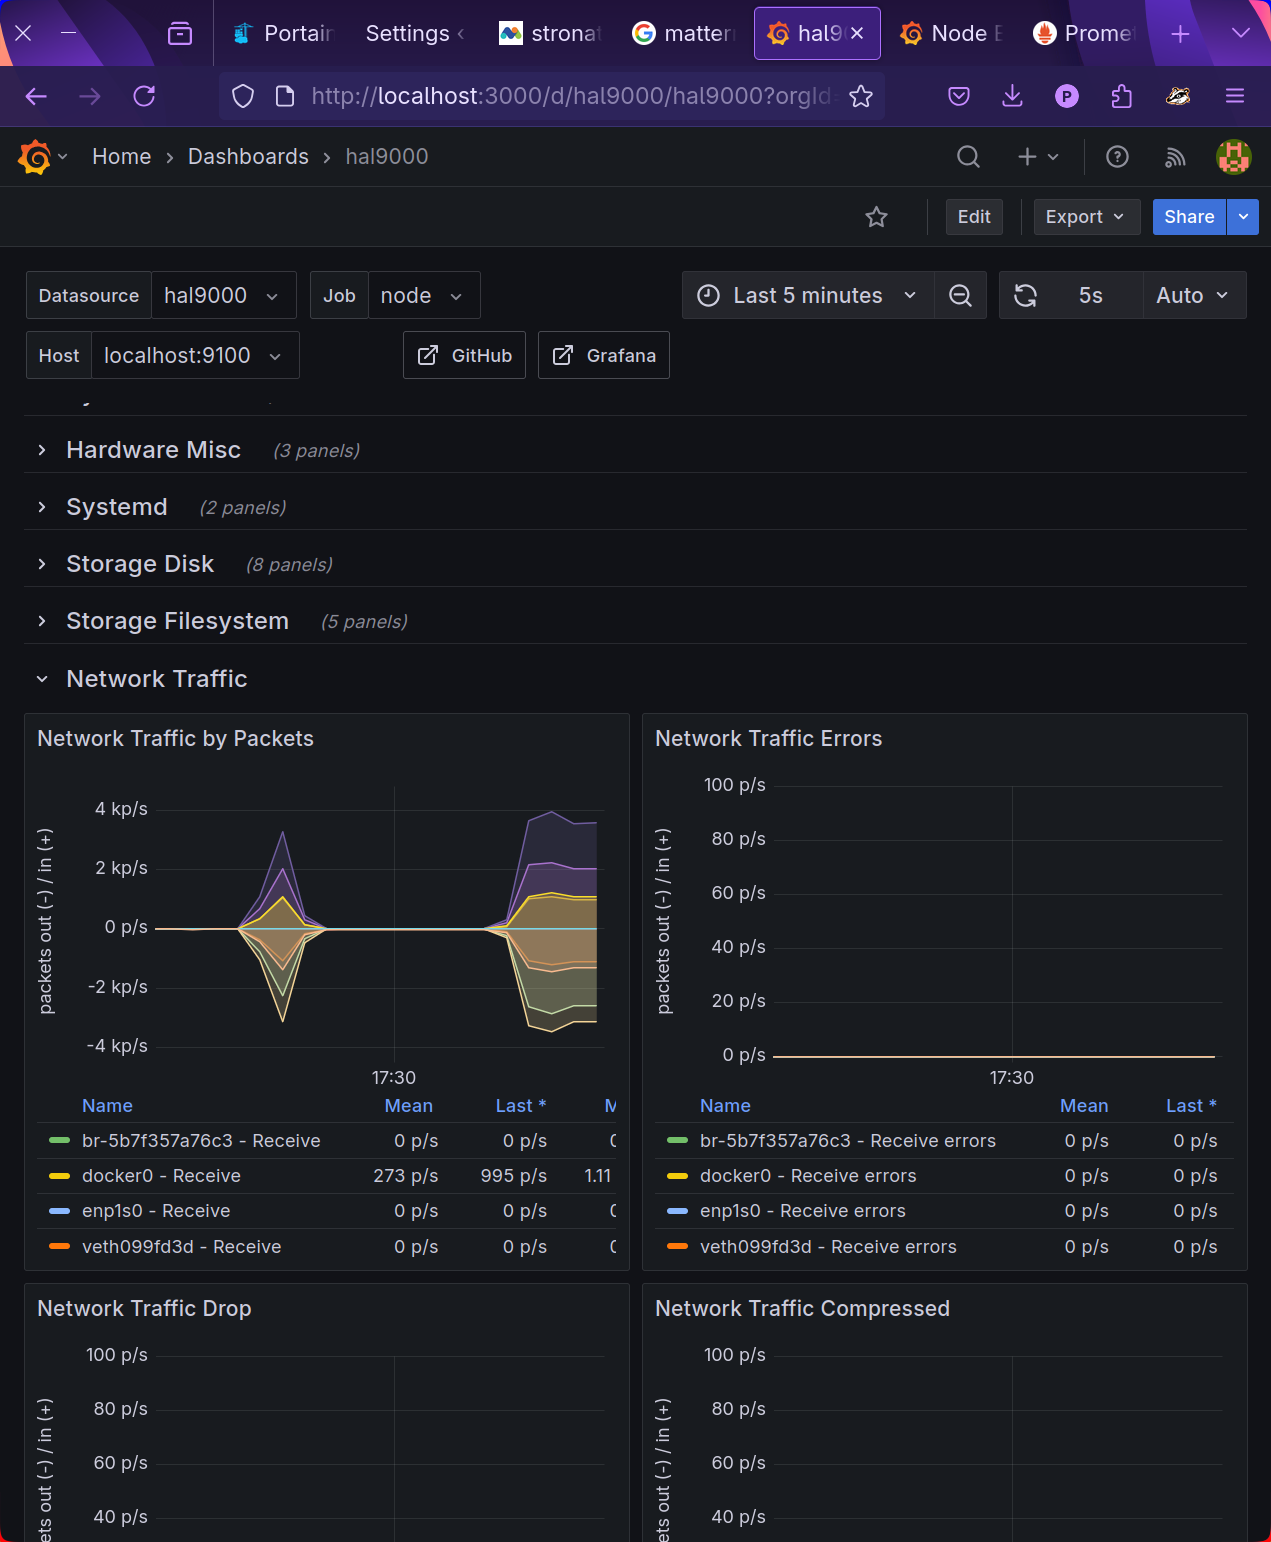 Portain
Settings
stronat
matterm
hal90
Node E
Promet
http://localhost:3000/d/hal9000/hal9000?orgId=
P
Home
Dashboards
hal9000
Edit
Export
Share
Datasource
hal9000
Job
node
Last 5 minutes
5s
Auto
Host
localhost:9100
GitHub
Grafana
Hardware Misc (3 panels)
Systemd (2 panels)
Storage Disk (8 panels)
Storage Filesystem (5 panels)
Network Traffic
Network Traffic by Packets
packets out (-) / in (+)
4 kp/s
2 kp/s
0 p/s
-2 kp/s
-4 kp/s
17:30
Name Mean Last * M
br-5b7f357a76c3 - Receive 0 p/s 0 p/s
docker0 - Receive 273 p/s 995 p/s 1.11
enp1s0 - Receive 0 p/s 0 p/s
veth099fd3d - Receive 0 p/s 0 p/s
Network Traffic Errors
packets out (-) / in (+)
100 p/s
80 p/s
60 p/s
40 p/s
20 p/s
0 p/s
17:30
Name Mean Last *
br-5b7f357a76c3 - Receive errors 0 p/s 0 p/s
docker0 - Receive errors 0 p/s 0 p/s
enp1s0 - Receive errors 0 p/s 0 p/s
veth099fd3d - Receive errors 0 p/s 0 p/s
Network Traffic Drop
ets out (-) / in (+)
100 p/s
80 p/s
60 p/s
40 p/s
Network Traffic Compressed
ets out (-) / in (+)
100 p/s
80 p/s
60 p/s
40 p/s